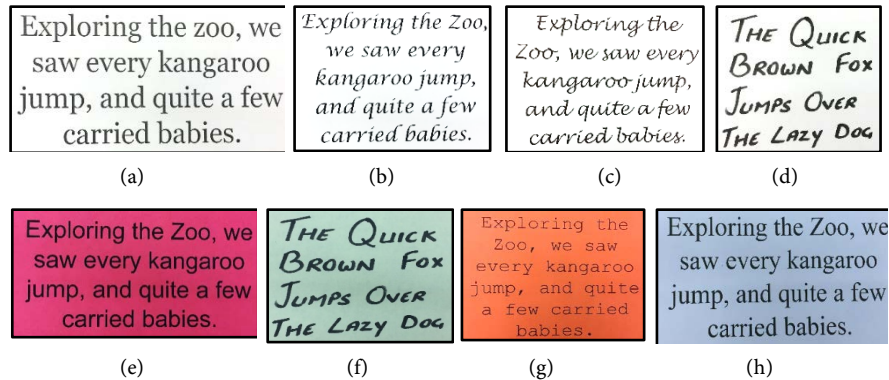 Exploring the zoo, we
saw every kangaroo
jump, and quite a few
carried babies.
(a)
Exploring the Zoo,
we saw every
kangaroo jump,
and quite a few
carried babies.
(b)
Exploring the
Zoo, we saw every
kangaroo jump,
and quite a few
carried babies.
(c)
THE QUICK
BROWN FOX
JUMPS OVER
THE LAZY DOG
(d)
Exploring the Zoo, we
saw every kangaroo
jump, and quite a few
carried babies.
(e)
THE QUICK
BROWN FOX
JUMPS OVER
THE LAZY DOG
(f)
Exploring the
Zoo, we saw
every kangaroo
jump, and quite
a few carried
babies.
(g)
Exploring the Zoo, we
saw every kangaroo
jump, and quite a few
carried babies.
(h)